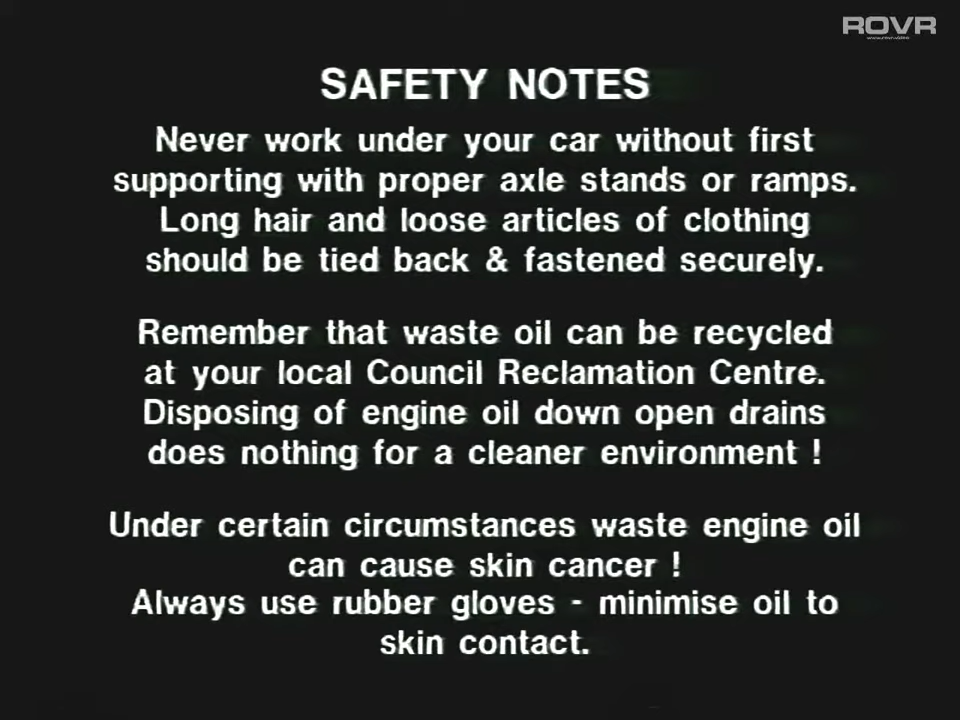 ROVR
SAFETY NOTES
Never work under your car without first
supporting with proper axle stands or ramps.
Long hair and loose articles of clothing
should be tied back & fastened securely.
Remember that waste oil can be recycled
at your local Council Reclamation Centre.
Disposing of engine oil down open drains
does nothing for a cleaner environment !
Under certain circumstances waste engine oil
can cause skin cancer !
Always use rubber gloves - minimise oil to
skin contact.